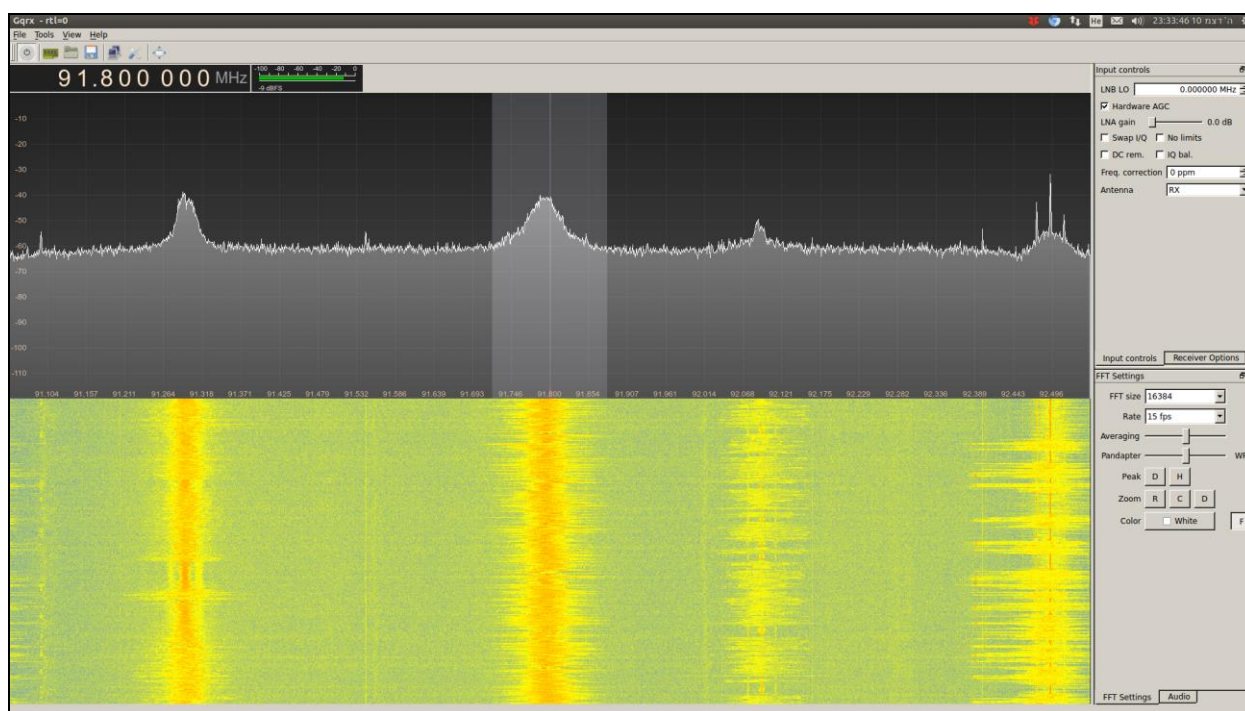 Gqrx - rtl=0
He 23:33:46 10 ה' מרצ
File Tools View Help
91.800 000 MHz
-100 -80 -60 -40 -20 0
-9 dBFS
-10
-20
-30
-40
-50
-60
-70
-80
-90
-100
-110
91.104 91.157 91.211 91.264 91.318 91.371 91.425 91.479 91.532 91.586 91.639 91.693 91.746 91.800 91.854 91.907 91.961 92.014 92.068 92.121 92.175 92.229 92.282 92.336 92.389 92.443 92.496
Input controls
LNB LO 0.000000 MHz
Hardware AGC
LNA gain 0.0 dB
Swap I/Q No limits
DC rem. IQ bal.
Freq. correction 0 ppm
Antenna RX
Input controls Receiver Options
FFT Settings
FFT size 16384
Rate 15 fps
Averaging
Pandapter
Peak D H
Zoom R C D
Color White F
FFT Settings Audio